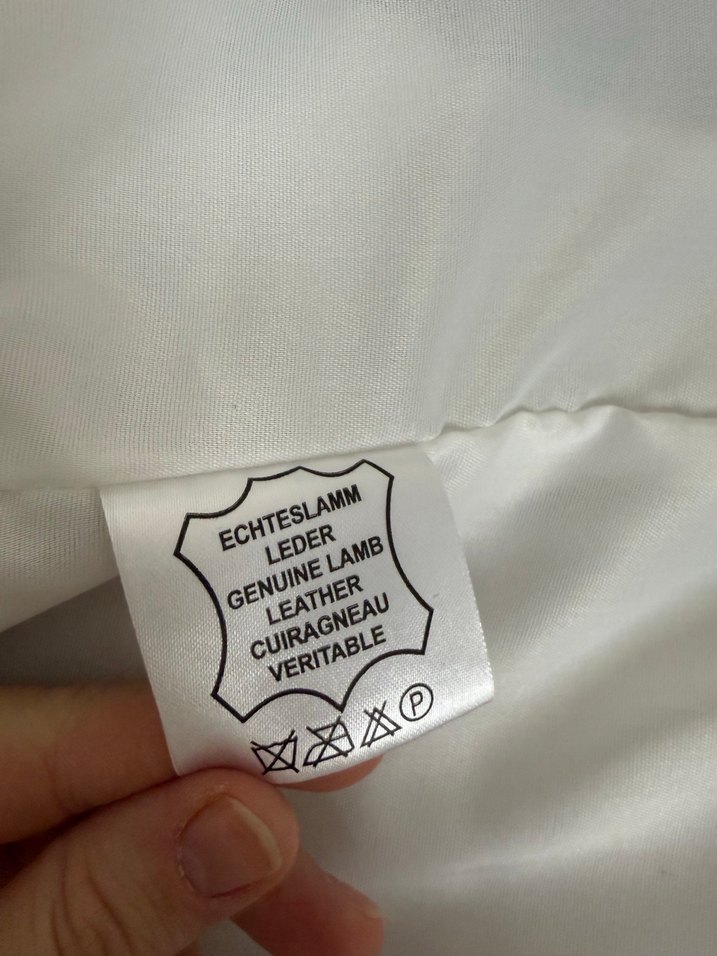 ECHTESLAMM
LEDER
GENUINE LAMB
LEATHER
CUIRAGNEAU
VERITABLE
P